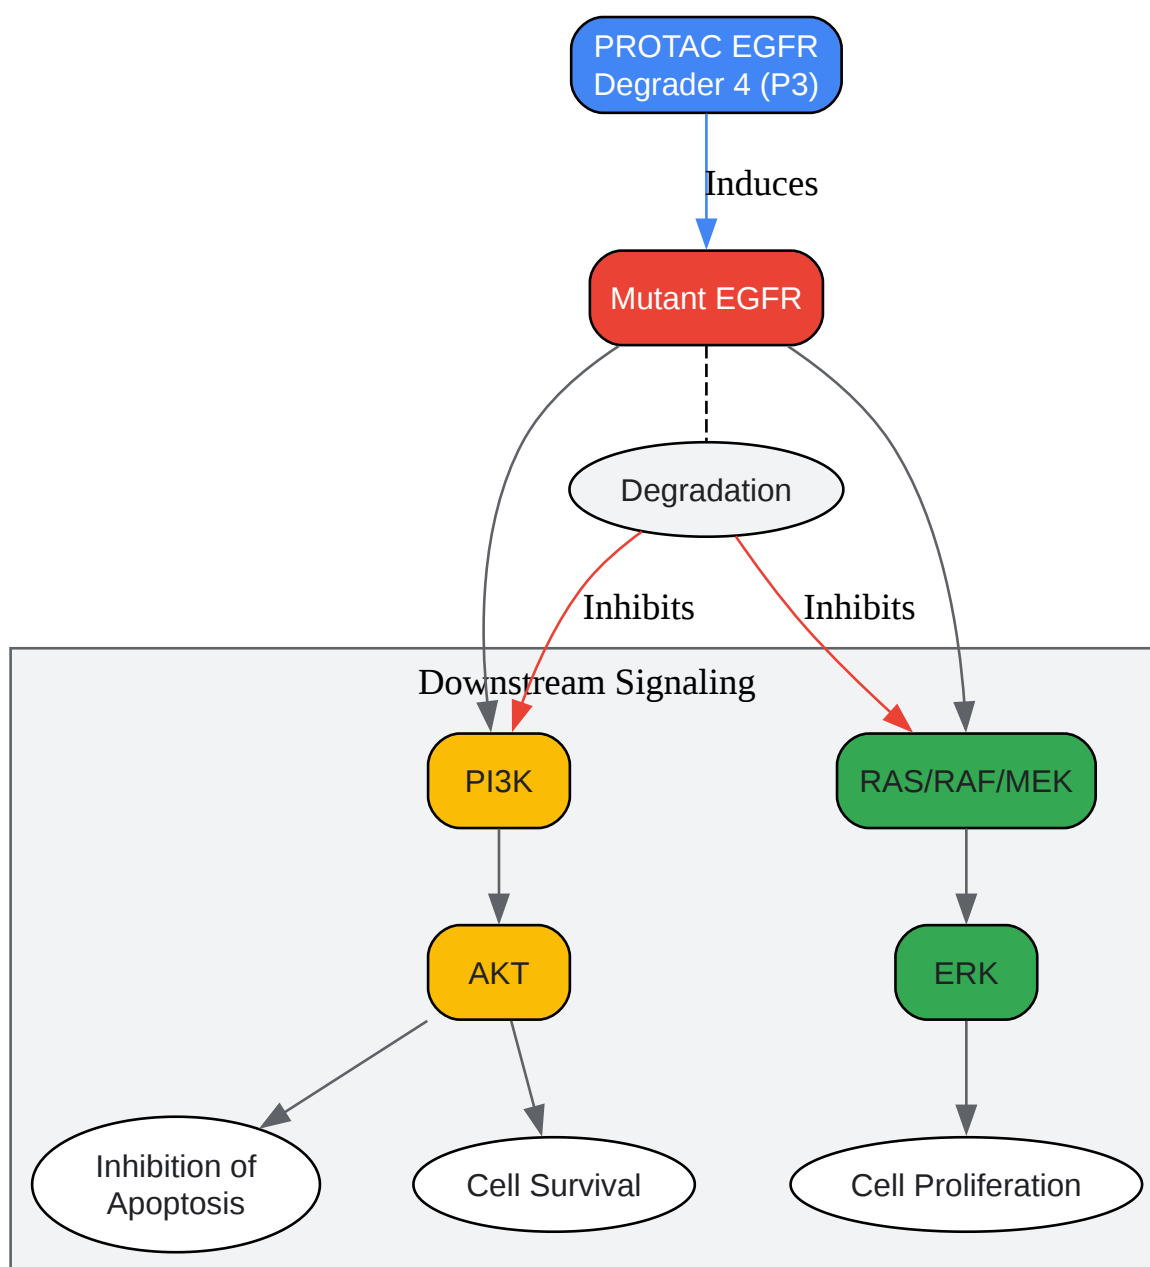 PROTAC EGFR
Degrader 4 (P3)
Induces
Mutant EGFR
Degradation
Inhibits
Inhibits
Downstream Signaling
PI3K
RAS/RAF/MEK
AKT
ERK
Inhibition of
Apoptosis
Cell Survival
Cell Proliferation